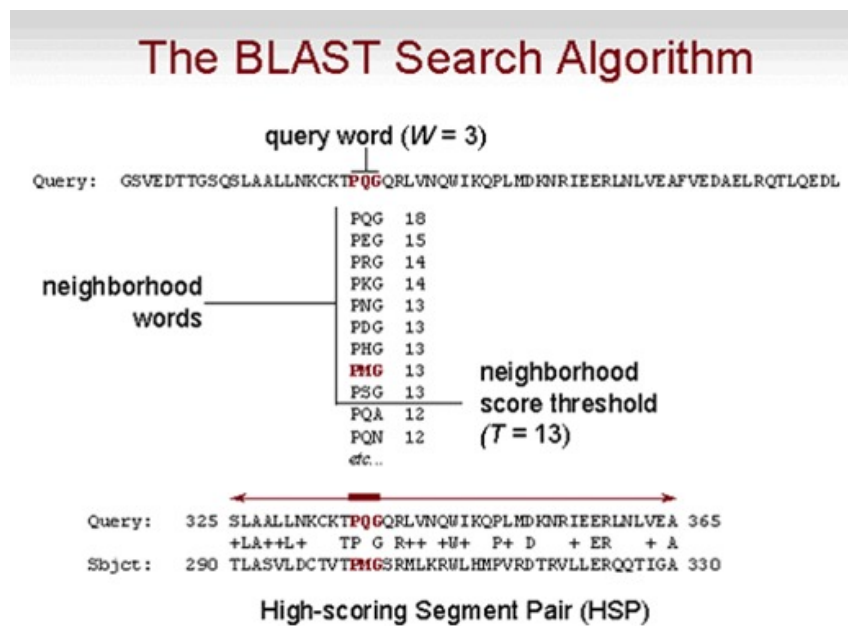 The BLAST Search Algorithm
query word (W = 3)
Query: GSVEDTTGSQSLAALLNKCKTPQGQRLVNQWIKQPLMDKNRIEERLNLVEAFVEDAELRQTLQEDL
PQG 18
PEG 15
PRG 14
PKG 14
neighborhood words
PNG 13
PDG 13
PHG 13
PMG 13
neighborhood score threshold (T = 13)
PSG 13
PQA 12
PQN 12
etc...
Query: 325 SLAALLNKCKTPQGQRLVNQWIKQPLMDKNRIEERLNLVEA 365
+LA++L+ TP G R++ +W+ P+ D + ER + A
Sbjct: 290 TLASVLDCTVTPMGSRMLKRWLHMPVRDTRVLLERQQTIGA 330
High-scoring Segment Pair (HSP)